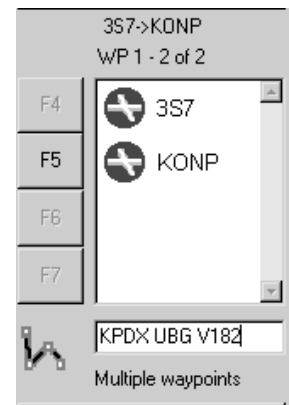 3S7->KONP
WP 1 - 2 of 2
F4
3S7
F5
KONP
F6
F7
KPDX UBG V182
Multiple waypoints